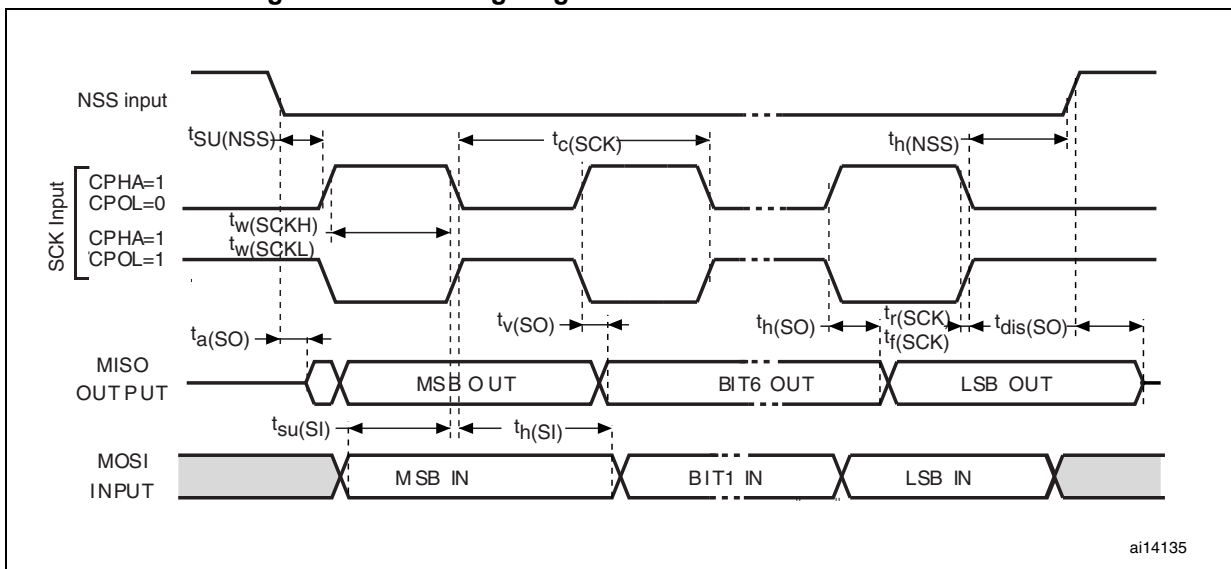 NSS input
tSU(NSS)
tc(SCK)
th(NSS)
SCK Input
CPHA=1
CPOL=0
tw(SCKH)
tw(SCKL)
CPHA=1
CPOL=1
ta(SO)
tv(SO)
th(SO)
tr(SCK)
tf(SCK)
tdis(SO)
MISO
OUTPUT
MSB OUT
BIT6 OUT
LSB OUT
tsu(SI)
th(SI)
MOSI
INPUT
MSB IN
BIT1 IN
LSB IN
ai14135